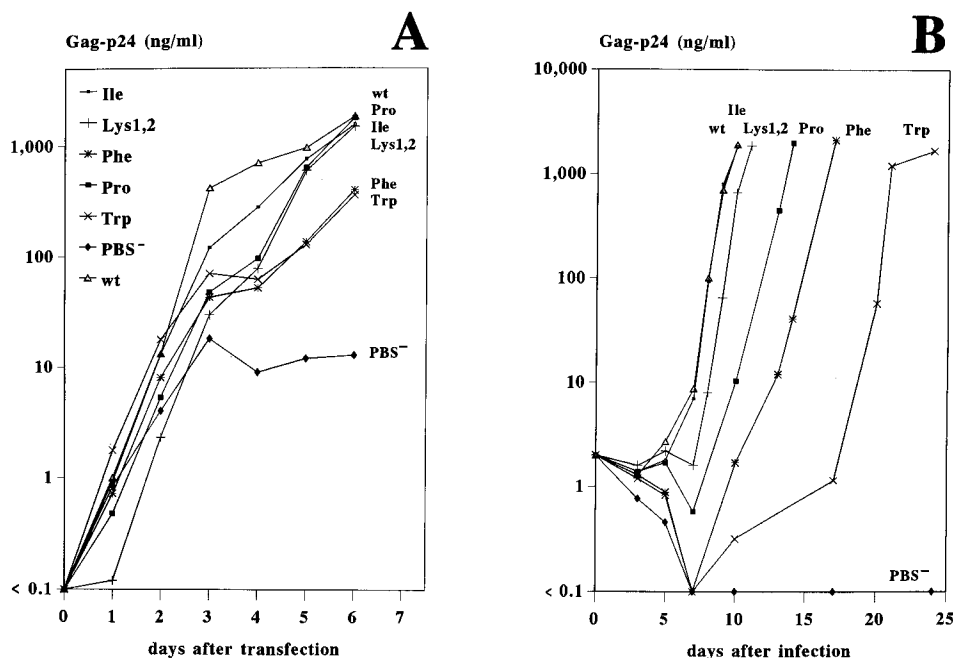 A
Gag-p24 (ng/ml)
Ile
Lys1,2
Phe
Pro
Trp
PBS⁻
wt
1,000
100
10
1
< 0.1
wt
Pro
Ile
Lys1,2
Phe
Trp
PBS⁻
0 1 2 3 4 5 6 7
days after transfection
B
Gag-p24 (ng/ml)
10,000
1,000
100
10
1
< 0.1
Ile
wt Lys1,2 Pro Phe Trp
PBS⁻
0 5 10 15 20 25
days after infection